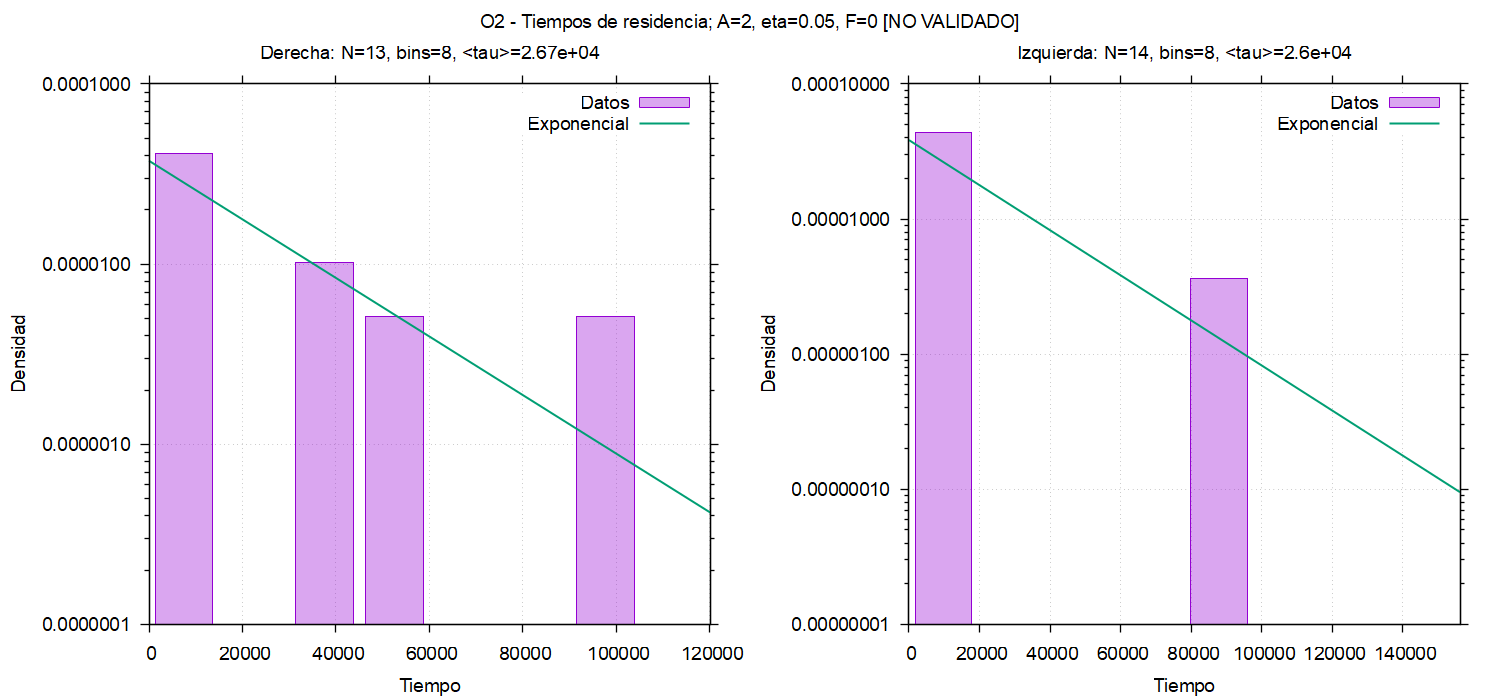 O2 - Tiempos de residencia; A=2, eta=0.05, F=0 [NO VALIDADO]
Derecha: N=13, bins=8, <tau>=2.67e+04
Datos
Exponencial
0.0001000
0.0000100
0.0000010
0.0000001
Densidad
0 20000 40000 60000 80000 100000 120000
Tiempo
Izquierda: N=14, bins=8, <tau>=2.6e+04
Datos
Exponencial
0.00010000
0.00001000
0.00000100
0.00000010
0.00000001
Densidad
0 20000 40000 60000 80000 100000 120000 140000
Tiempo